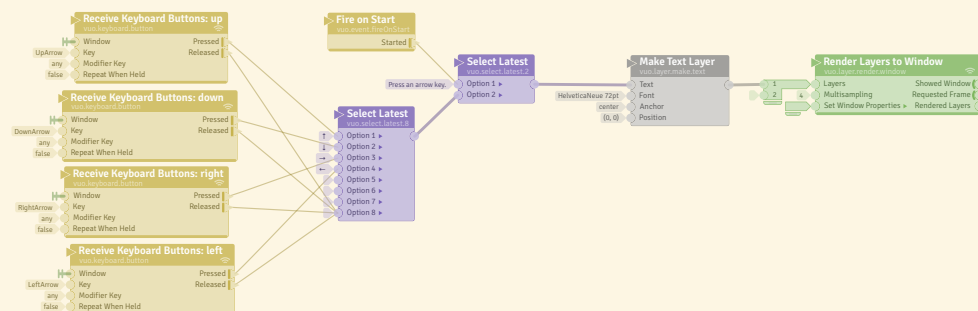 Receive Keyboard Buttons: up
vuo.keyboard.button
Window
Pressed
UpArrow
Key
Released
any
Modifier Key
false
Repeat When Held
Receive Keyboard Buttons: down
vuo.keyboard.button
Window
Pressed
DownArrow
Key
Released
any
Modifier Key
false
Repeat When Held
Receive Keyboard Buttons: right
vuo.keyboard.button
Window
Pressed
RightArrow
Key
Released
any
Modifier Key
false
Repeat When Held
Receive Keyboard Buttons: left
vuo.keyboard.button
Window
Pressed
LeftArrow
Key
Released
any
Modifier Key
false
Repeat When Held
Fire on Start
vuo.event.fireOnStart
Started
Select Latest
vuo.select.latest.8
↑
Option 1
↓
Option 2
→
Option 3
←
Option 4
Option 5
Option 6
Option 7
Option 8
Select Latest
vuo.select.latest.2
Press an arrow key.
Option 1
Option 2
Make Text Layer
vuo.layer.make.text
Text
HelveticaNeue 72pt
Font
center
Anchor
(0, 0)
Position
1
2
Render Layers to Window
vuo.layer.render.window
Layers
Showed Window
4
Multisampling
Requested Frame
Set Window Properties
Rendered Layers